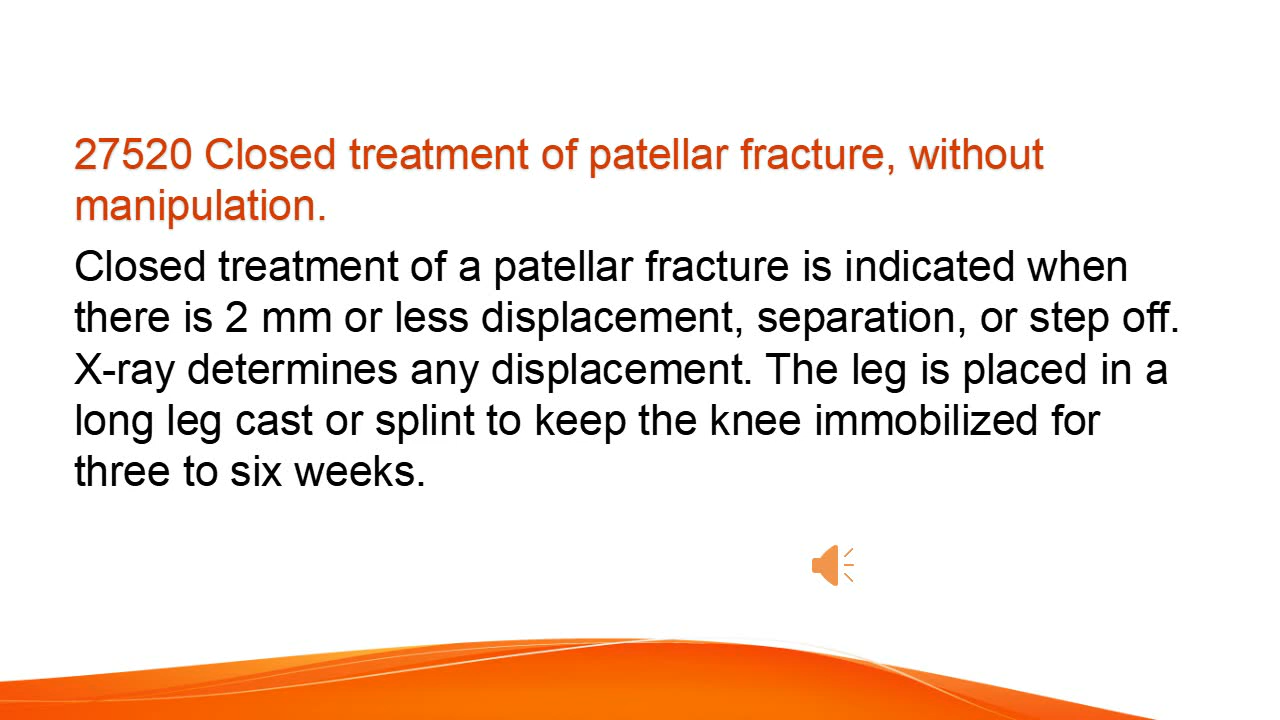 27520 Closed treatment of patellar fracture, without
manipulation.
Closed treatment of a patellar fracture is indicated when
there is 2 mm or less displacement, separation, or step off.
X-ray determines any displacement. The leg is placed in a
long leg cast or splint to keep the knee immobilized for
three to six weeks.